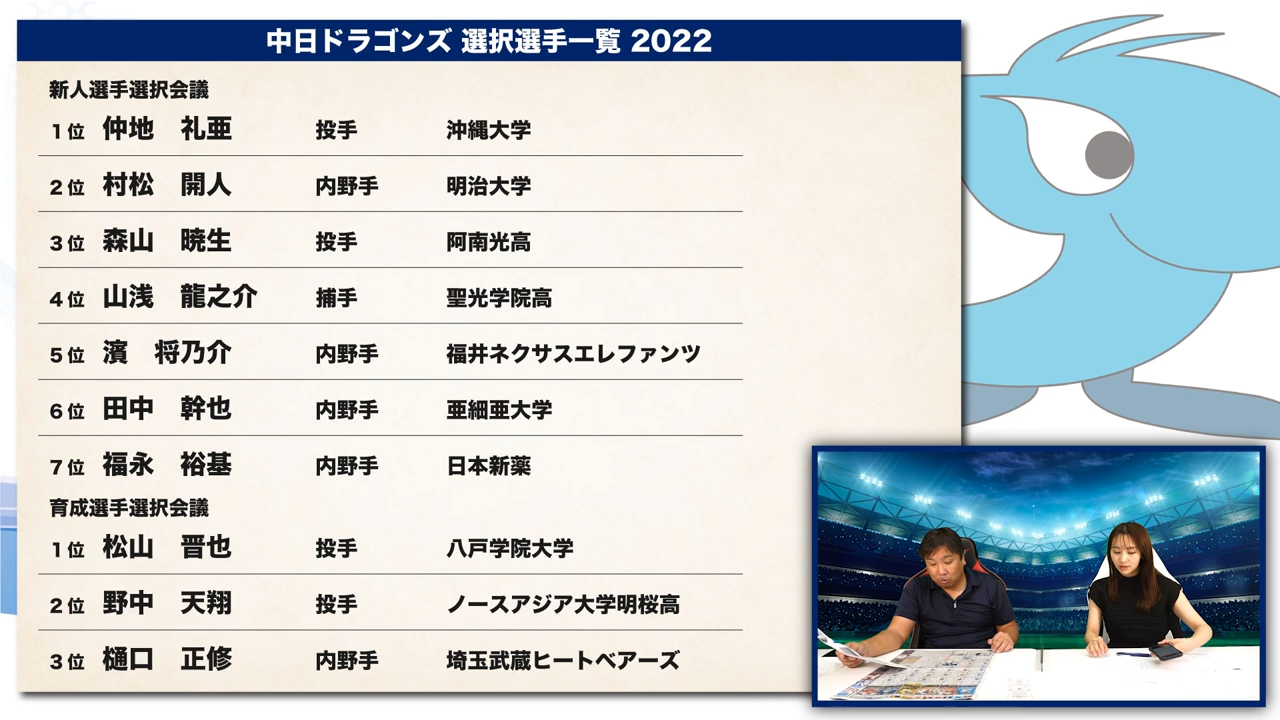 中日ドラゴンズ 選択選手一覧 2022
新人選手選択会議
1位 仲地 礼亜 投手 沖縄大学
2位 村松 開人 内野手 明治大学
3位 森山 暁生 投手 阿南光高
4位 山浅 龍之介 捕手 聖光学院高
5位 濱 将乃介 内野手 福井ネクサスエレファンツ
6位 田中 幹也 内野手 亜細亜大学
7位 福永 裕基 内野手 日本新薬
育成選手選択会議
1位 松山 晋也 投手 八戸学院大学
2位 野中 天翔 投手 ノースアジア大学明桜高
3位 樋口 正修 内野手 埼玉武蔵ヒートベアーズ